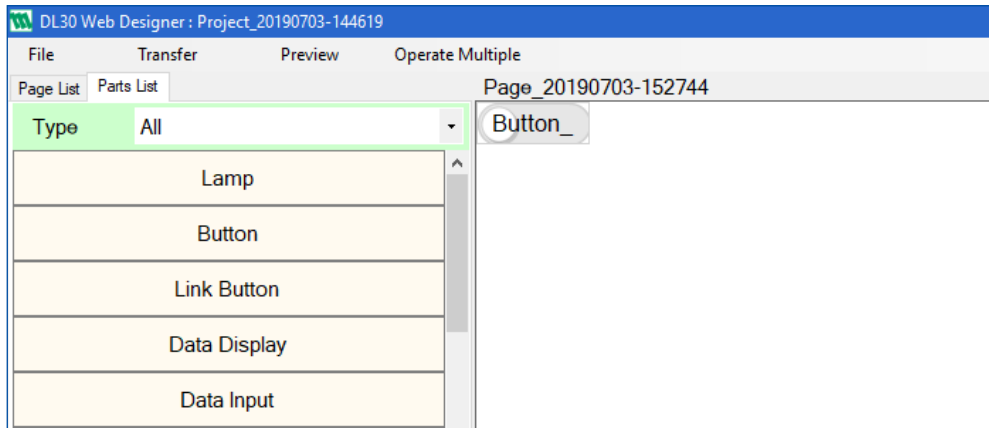 DL30 Web Designer : Project_20190703-144619
File Transfer Preview Operate Multiple
Page List Parts List Page_20190703-152744
Type All Button_
Lamp
Button
Link Button
Data Display
Data Input